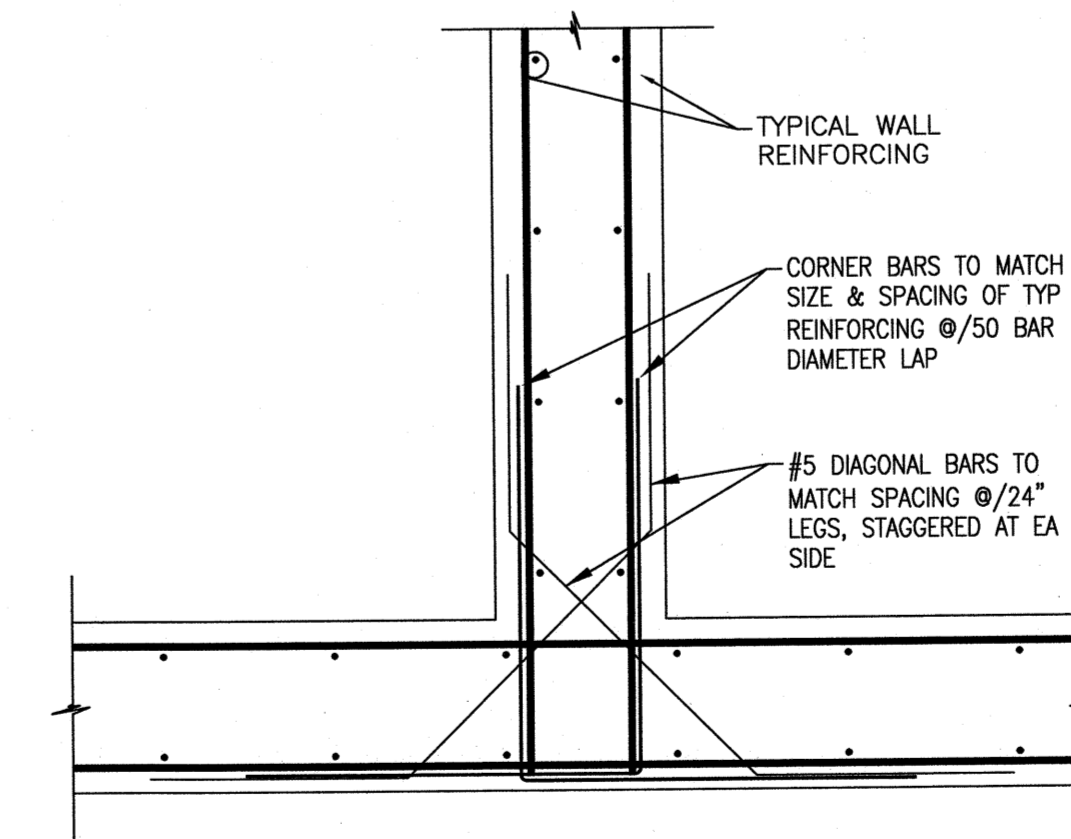 TYPICAL WALL
REINFORCING
CORNER BARS TO MATCH
SIZE & SPACING OF TYP
REINFORCING @/50 BAR
DIAMETER LAP
#5 DIAGONAL BARS TO
MATCH SPACING @/24"
LEGS, STAGGERED AT EA
SIDE